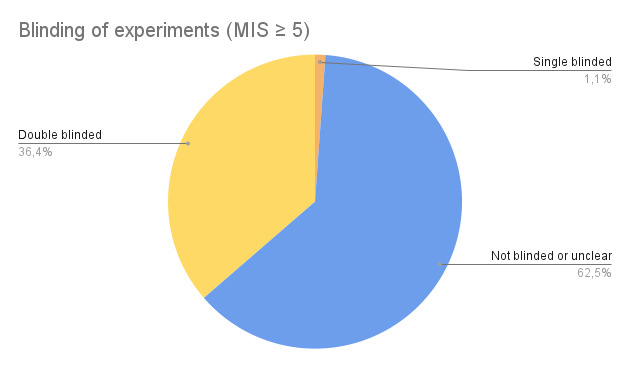 Blinding of experiments (MIS ≥ 5)
Single blinded
1,1%
Double blinded
36,4%
Not blinded or unclear
62,5%